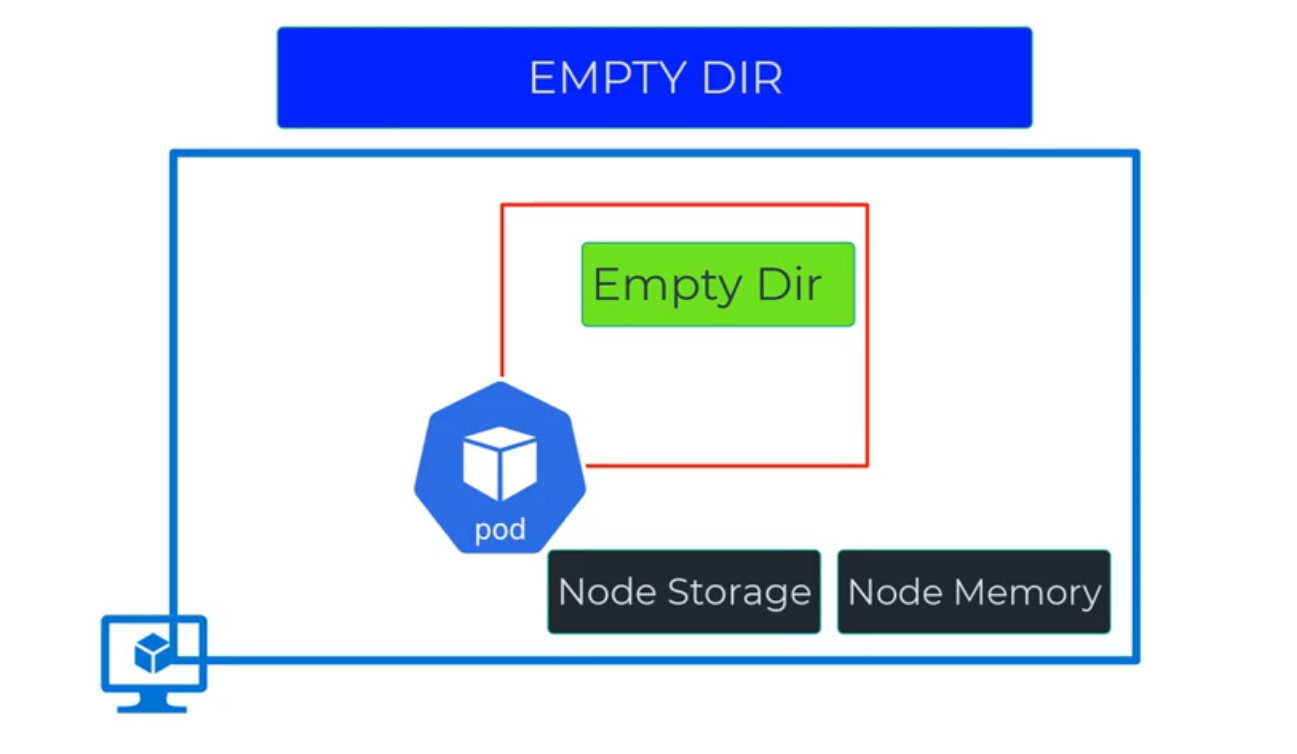 EMPTY DIR
Empty Dir
pod
Node Storage
Node Memory